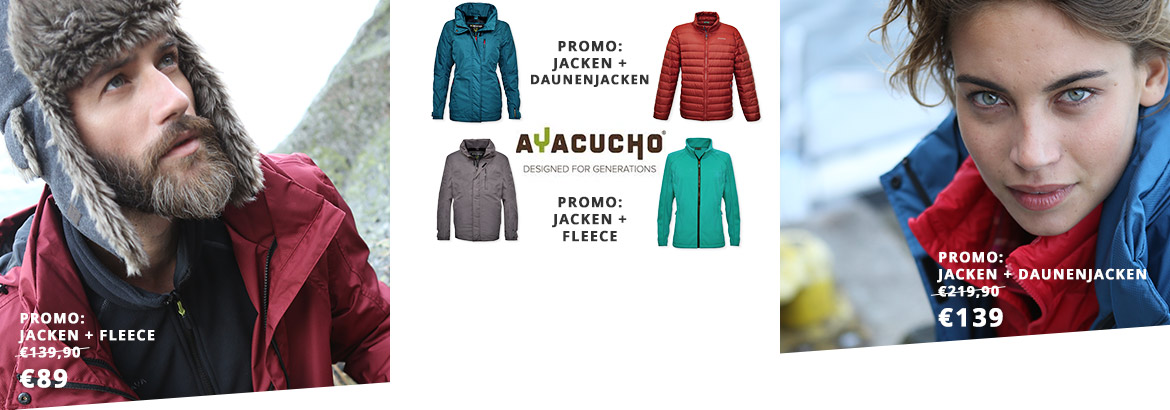 PROMO:
JACKEN + FLEECE
€139,90
€89
PROMO:
JACKEN +
DAUNENJACKEN
AYACUCHO®
DESIGNED FOR GENERATIONS
PROMO:
JACKEN +
FLEECE
PROMO:
JACKEN + DAUNENJACKEN
€219,90
€139